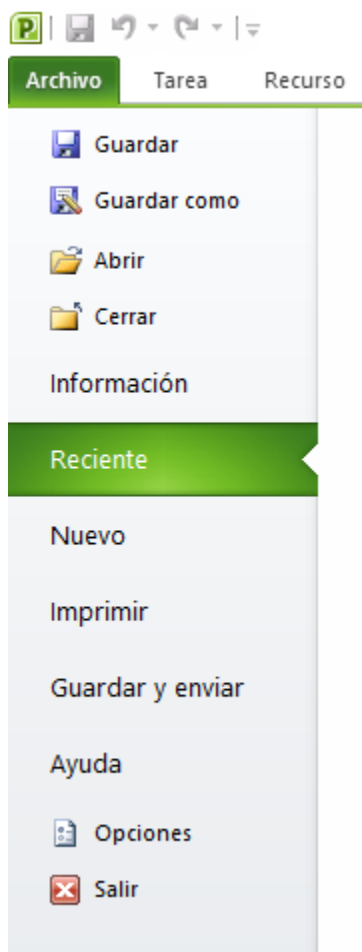 P
Archivo Tarea Recurso
Guardar
Guardar como
Abrir
Cerrar
Información
Reciente
Nuevo
Imprimir
Guardar y enviar
Ayuda
Opciones
Salir